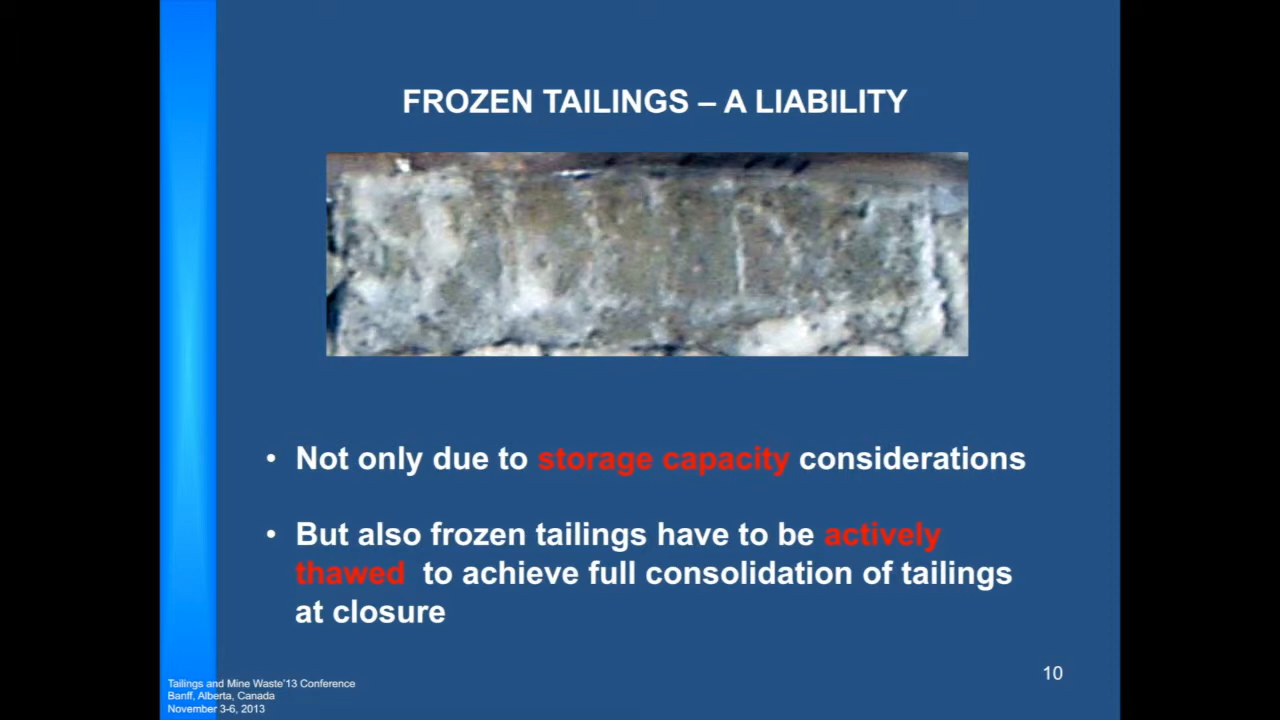 FROZEN TAILINGS – A LIABILITY
• Not only due to storage capacity considerations
• But also frozen tailings have to be actively
thawed to achieve full consolidation of tailings
at closure
10
Tailings and Mine Waste'13 Conference
Banff, Alberta, Canada
November 3-6, 2013